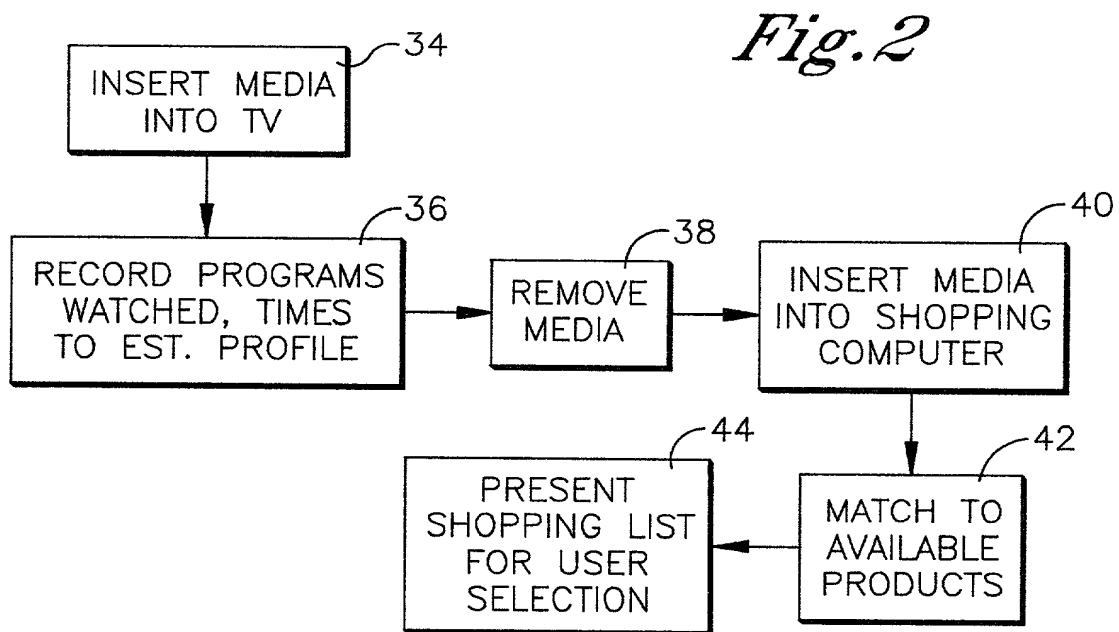 Fig.2
34
INSERT MEDIA
INTO TV
36
RECORD PROGRAMS
WATCHED, TIMES
TO EST. PROFILE
38
REMOVE
MEDIA
40
INSERT MEDIA
INTO SHOPPING
COMPUTER
42
MATCH TO
AVAILABLE
PRODUCTS
44
PRESENT
SHOPPING LIST
FOR USER
SELECTION